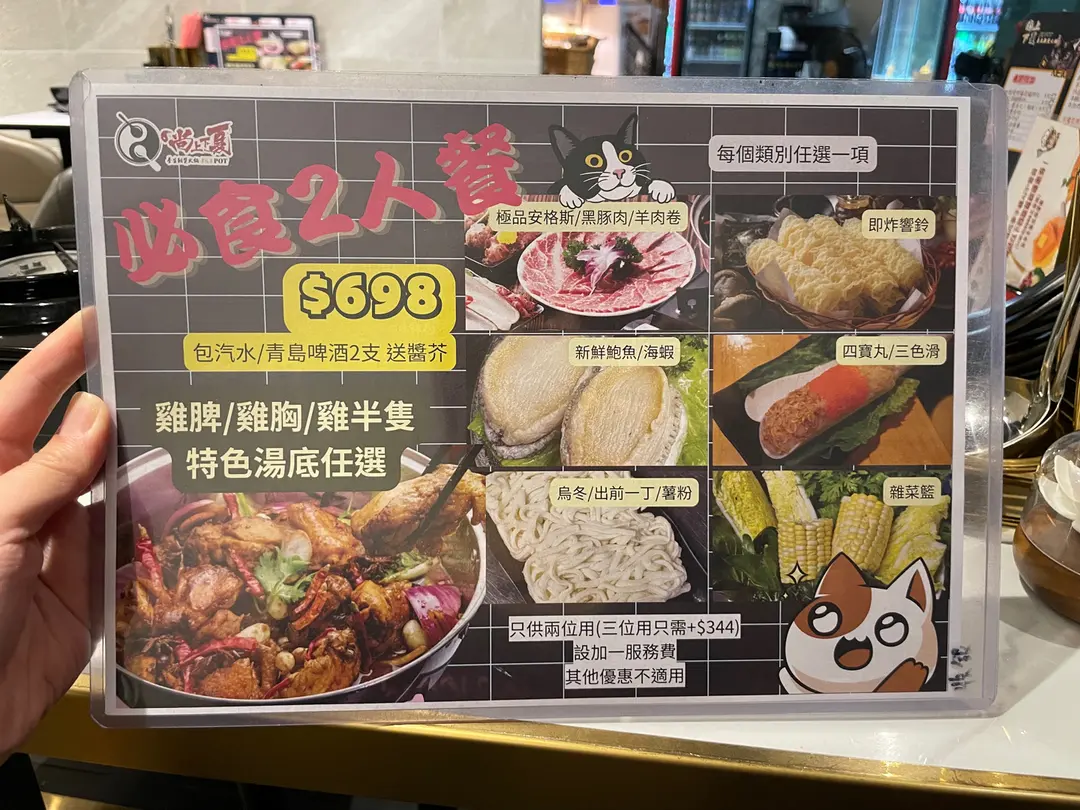 尚上下夏
POT
必食2人餐
$698
包汽水/青島啤酒2支 送醬芥
雞脾/雞胸/雞半隻
特色湯底任選
每個類別任選一項
極品安格斯/黑豚肉/羊肉卷
即炸響鈴
新鮮鮑魚/海蝦
四寶丸/三色滑
烏冬/出前一丁/薯粉
雜菜籃
只供兩位用(三位用只需+$344)
設加一服務費
其他優惠不適用